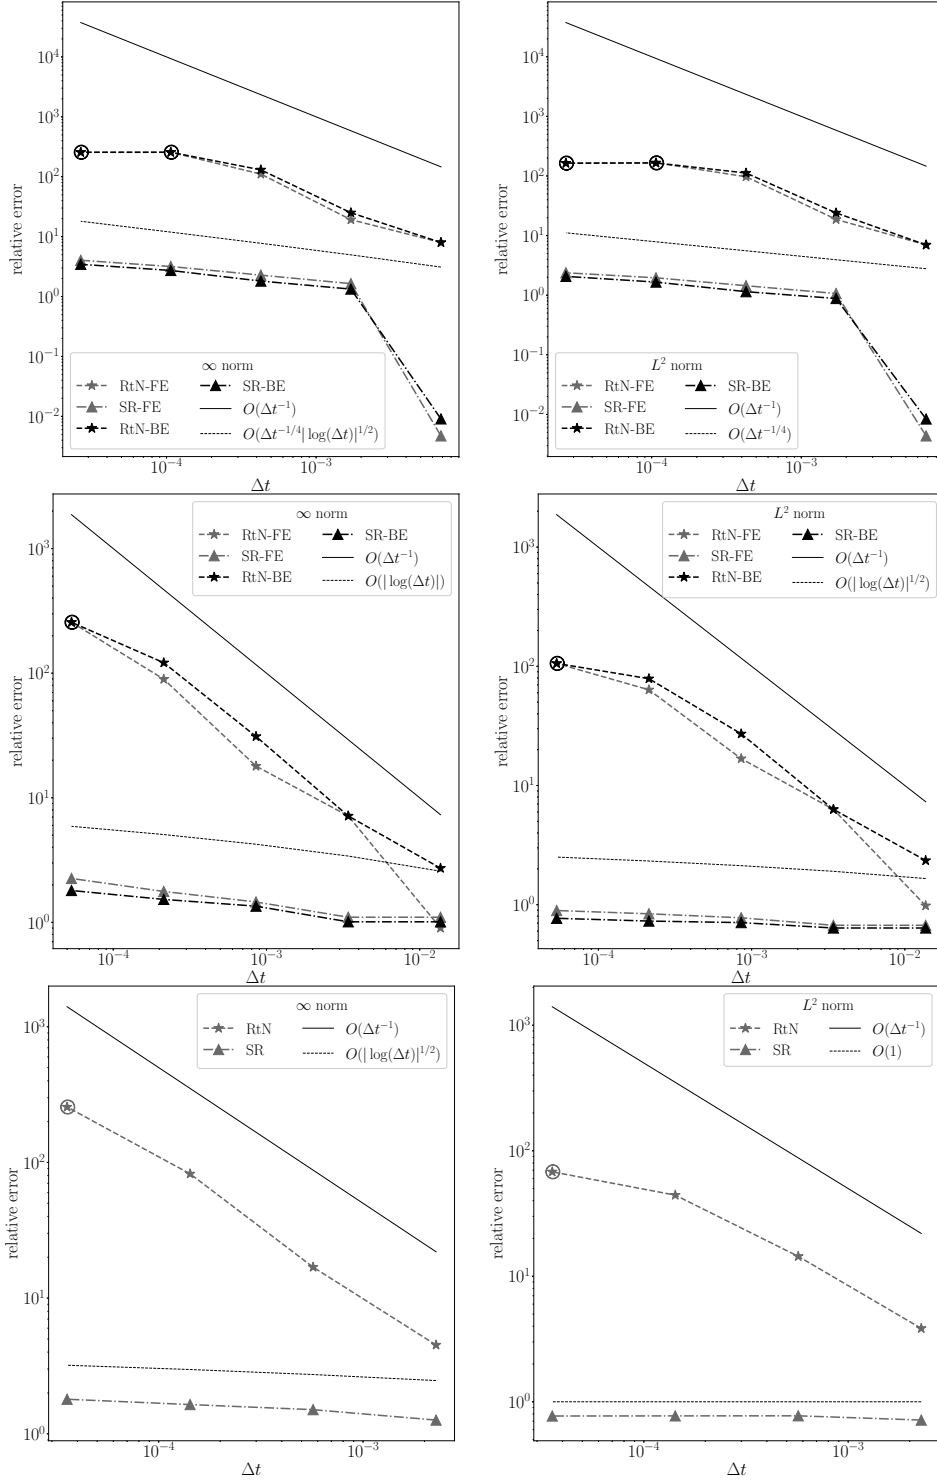 10^4
10^3
10^2
10^1
10^0
10^{-1}
10^{-2}
relative error
∞ norm
RtN-FE
SR-FE
RtN-BE
SR-BE
O(Δt^{-1})
O(Δt^{-1/4}|log(Δt)|^{1/2})
10^{-4}
10^{-3}
Δt
10^4
10^3
10^2
10^1
10^0
10^{-1}
10^{-2}
relative error
L^2 norm
RtN-FE
SR-FE
RtN-BE
SR-BE
O(Δt^{-1})
O(Δt^{-1/4})
10^{-4}
10^{-3}
Δt
10^3
10^2
10^1
10^0
relative error
∞ norm
RtN-FE
SR-FE
RtN-BE
SR-BE
O(Δt^{-1})
O(|log(Δt)|)
10^{-4}
10^{-3}
10^{-2}
Δt
10^3
10^2
10^1
10^0
relative error
L^2 norm
RtN-FE
SR-FE
RtN-BE
SR-BE
O(Δt^{-1})
O(|log(Δt)|^{1/2})
10^{-4}
10^{-3}
10^{-2}
Δt
10^3
10^2
10^1
10^0
relative error
∞ norm
RtN
SR
O(Δt^{-1})
O(|log(Δt)|^{1/2})
10^{-4}
10^{-3}
Δt
10^3
10^2
10^1
10^0
relative error
L^2 norm
RtN
SR
O(Δt^{-1})
O(1)
10^{-4}
10^{-3}
Δt